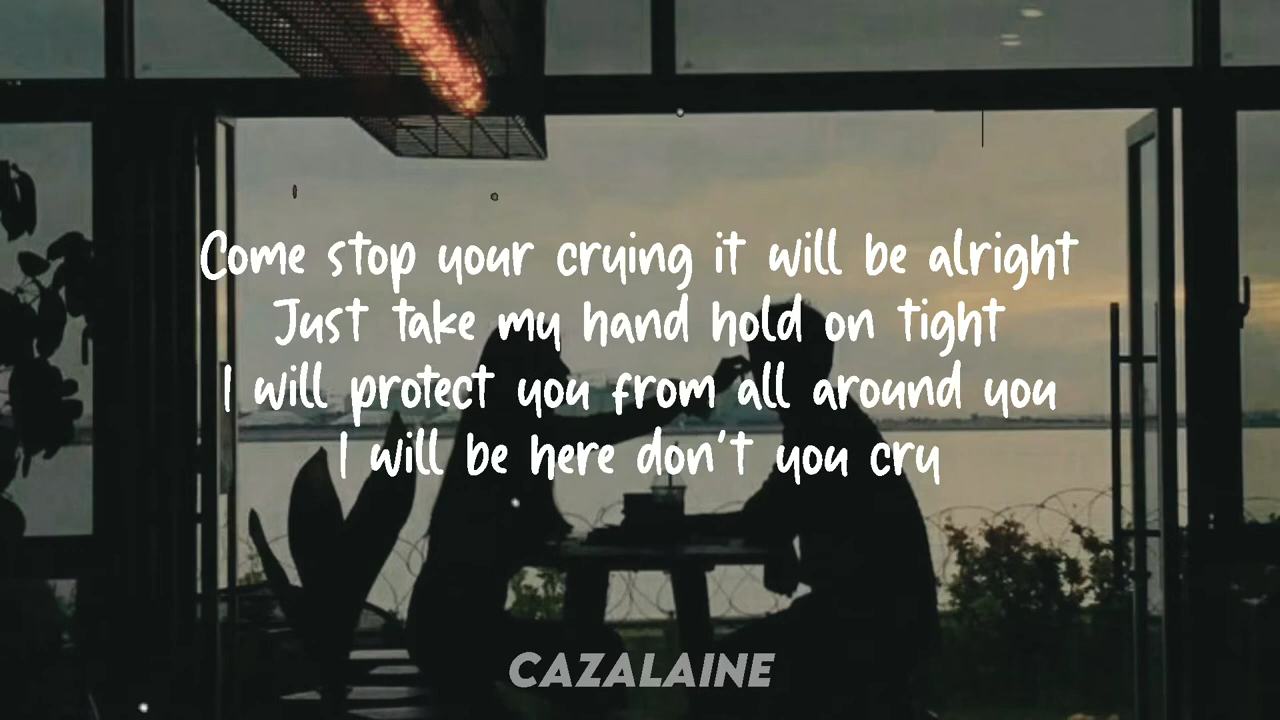 Come stop your crying it will be alright
Just take my hand hold on tight
I will protect you from all around you
I will be here don't you cry
CAZALAINE